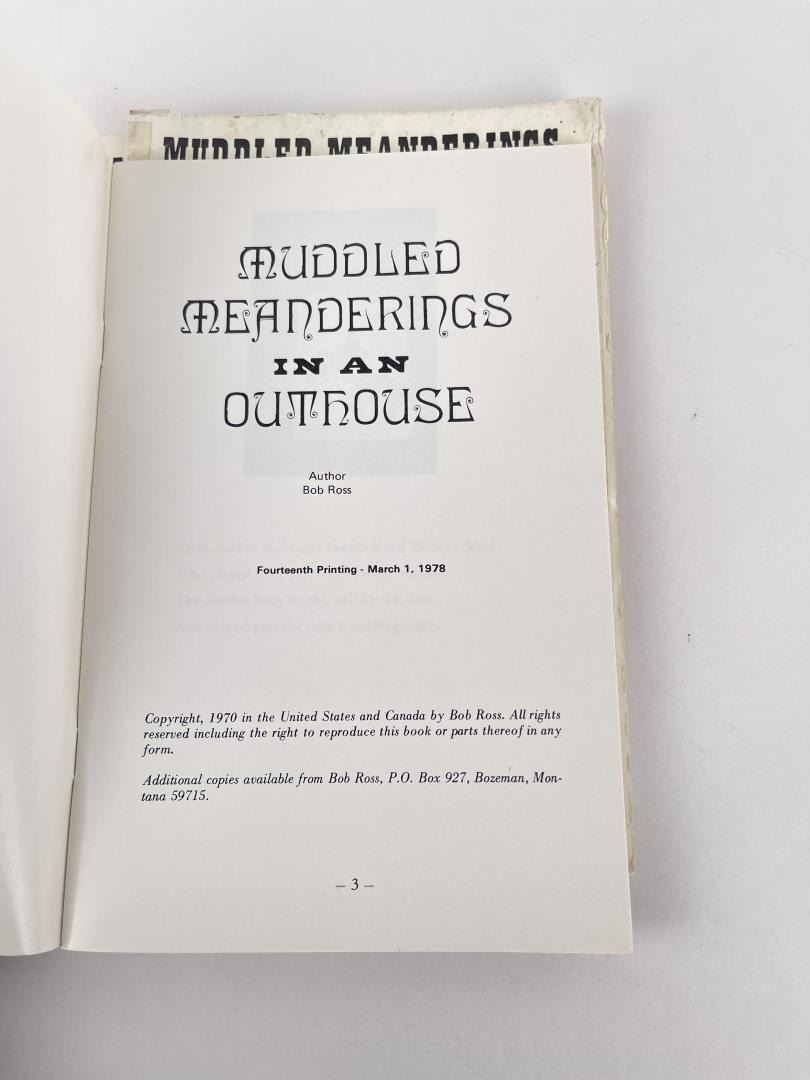 MUDDLED MEANDERINGS
MUDDLED
MEANDERINGS
IN AN
OUTHOUSE
Author
Bob Ross
Fourteenth Printing - March 1, 1978
Copyright, 1970 in the United States and Canada by Bob Ross. All rights
reserved including the right to reproduce this book or parts thereof in any
form.
Additional copies available from Bob Ross, P.O. Box 927, Bozeman, Mon-
tana 59715.
— 3 —